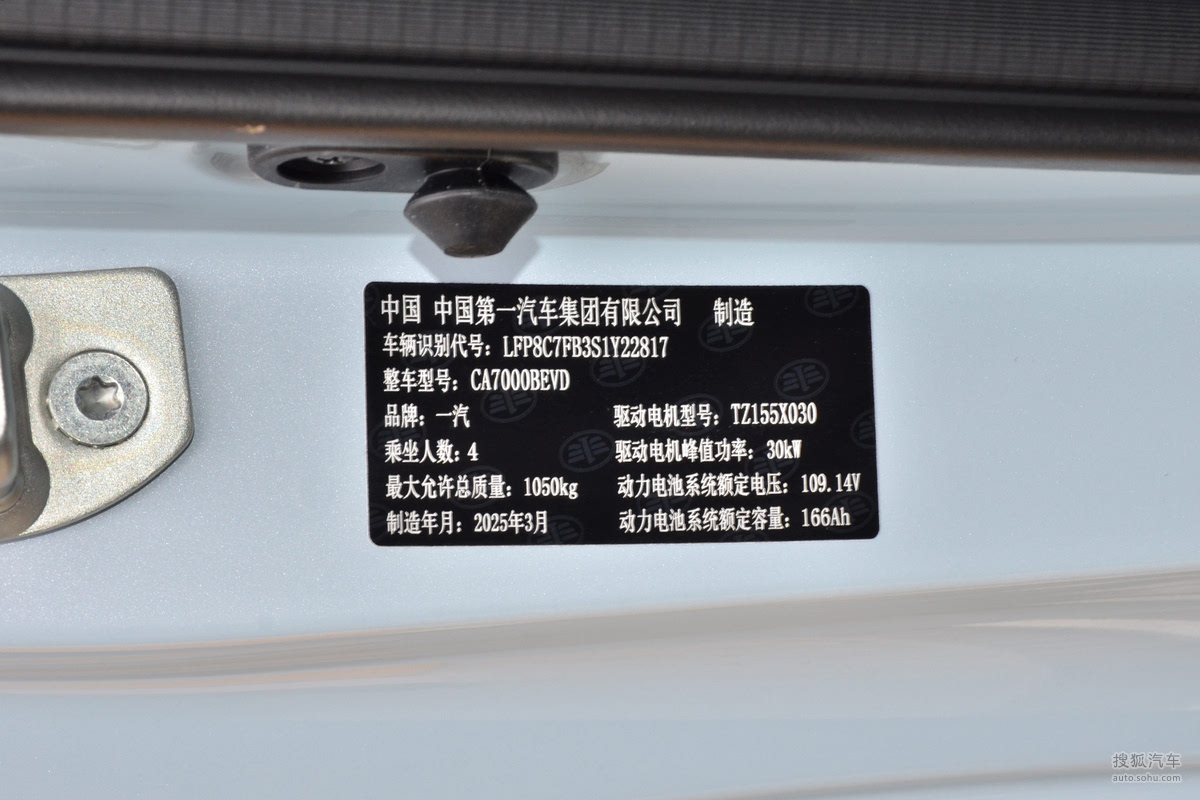 中国 中国第一汽车集团有限公司 制造
车辆识别代号：LFP8C7FB3S1Y22817
整车型号：CA7000BEVD
品牌：一汽 驱动电机型号：TZ155X030
乘坐人数：4 驱动电机峰值功率：30kW
最大允许总质量：1050kg 动力电池系统额定电压：109.14V
制造年月：2025年3月 动力电池系统额定容量：166Ah
搜狐汽车
auto.sohu.com